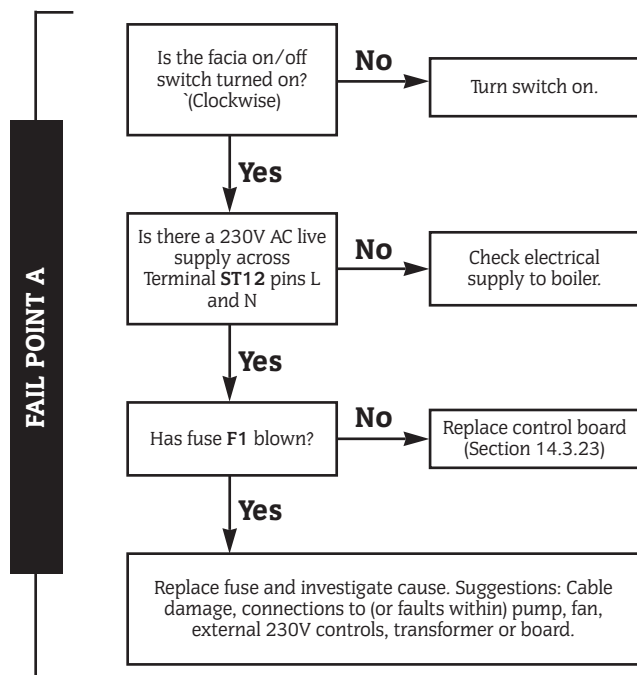 FAIL POINT A
Is the facia on/off
switch turned on?
`(Clockwise)
No
Turn switch on.
Yes
Is there a 230V AC live
supply across
Terminal ST12 pins L
and N
No
Check electrical
supply to boiler.
Yes
Has fuse F1 blown?
No
Replace control board
(Section 14.3.23)
Yes
Replace fuse and investigate cause. Suggestions: Cable
damage, connections to (or faults within) pump, fan,
external 230V controls, transformer or board.